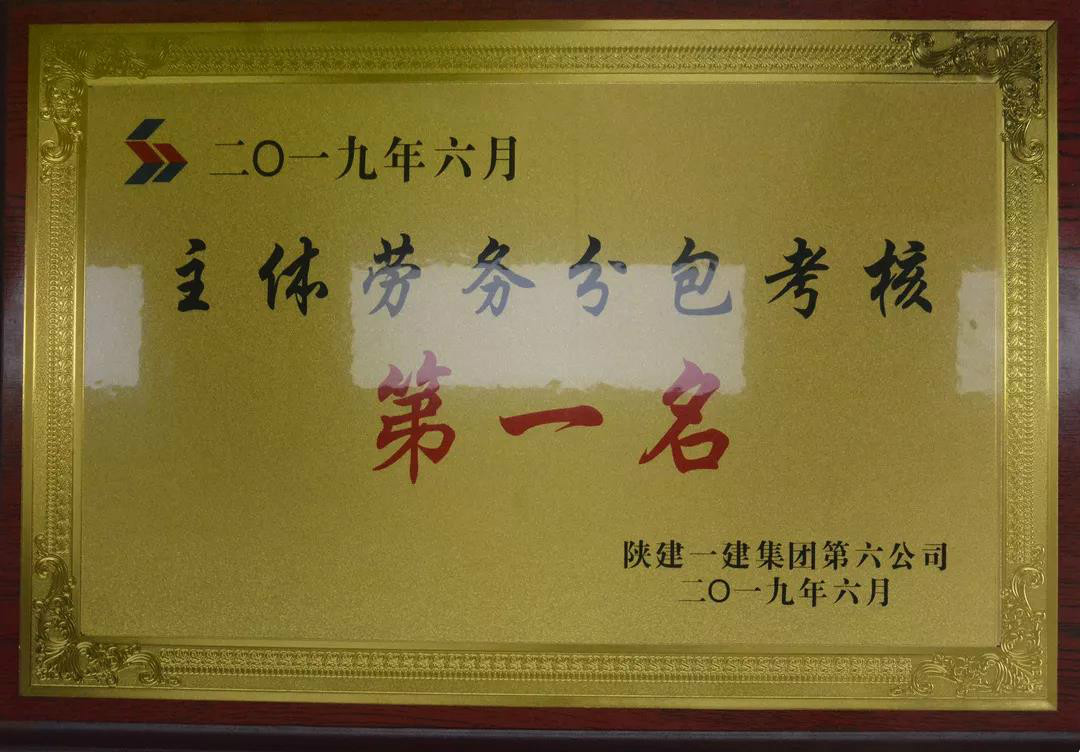 二〇一九年六月
主体劳务分包考核
第一名
陕建一建集团第六公司
二〇一九年六月